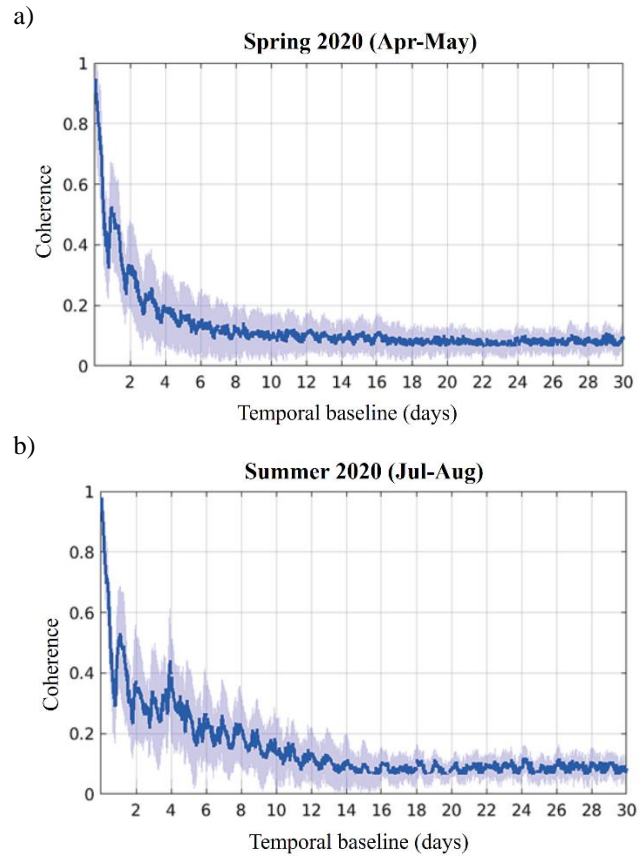 a)
Spring 2020 (Apr-May)
1
0.8
0.6
0.4
0.2
0
Coherence
2 4 6 8 10 12 14 16 18 20 22 24 26 28 30
Temporal baseline (days)
b)
Summer 2020 (Jul-Aug)
1
0.8
0.6
0.4
0.2
0
Coherence
2 4 6 8 10 12 14 16 18 20 22 24 26 28 30
Temporal baseline (days)